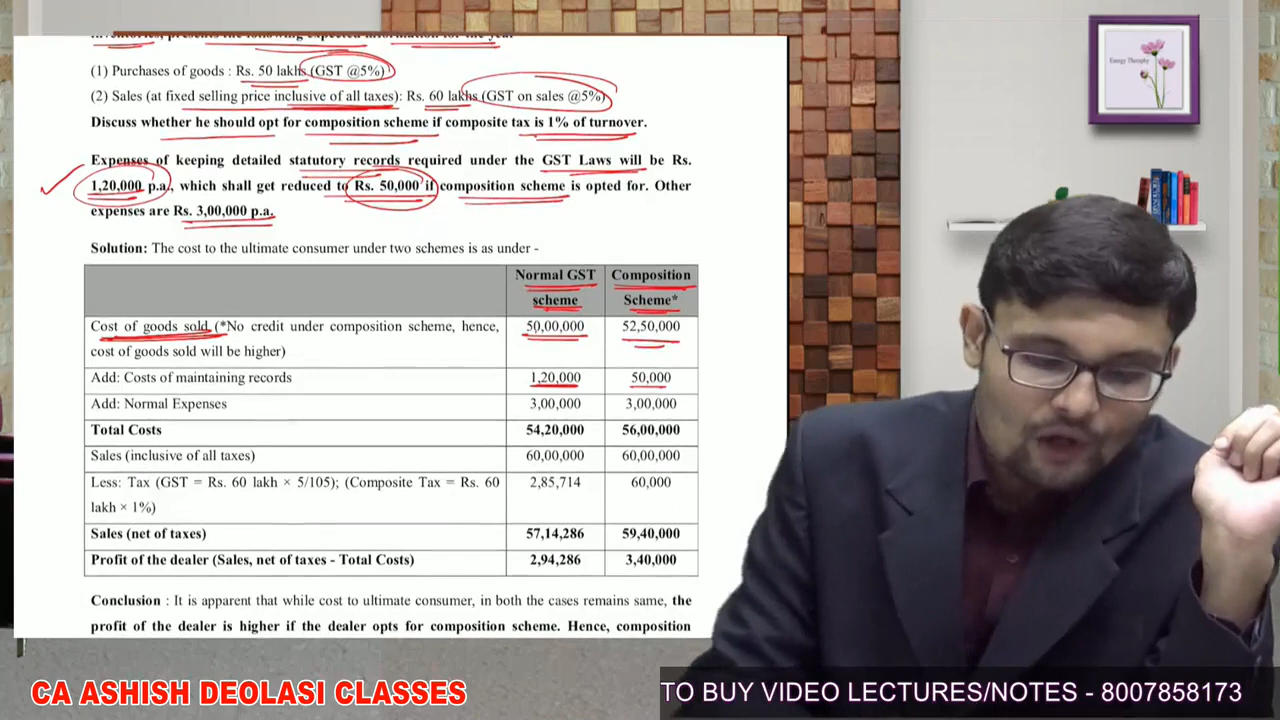 inventories, presents the following expected information for the year
(1) Purchases of goods : Rs. 50 lakhs (GST @5%)
(2) Sales (at fixed selling price inclusive of all taxes): Rs. 60 lakhs (GST on sales @5%)
Discuss whether he should opt for composition scheme if composite tax is 1% of turnover.
Expenses of keeping detailed statutory records required under the GST Laws will be Rs.
1,20,000 p.a., which shall get reduced to Rs. 50,000 if composition scheme is opted for. Other
expenses are Rs. 3,00,000 p.a.
Solution: The cost to the ultimate consumer under two schemes is as under -
Normal GST scheme Composition Scheme*
Cost of goods sold (*No credit under composition scheme, hence, 50,00,000 52,50,000
cost of goods sold will be higher)
Add: Costs of maintaining records 1,20,000 50,000
Add: Normal Expenses 3,00,000 3,00,000
Total Costs 54,20,000 56,00,000
Sales (inclusive of all taxes) 60,00,000 60,00,000
Less: Tax (GST = Rs. 60 lakh × 5/105); (Composite Tax = Rs. 60 2,85,714 60,000
lakh × 1%)
Sales (net of taxes) 57,14,286 59,40,000
Profit of the dealer (Sales, net of taxes - Total Costs) 2,94,286 3,40,000
Conclusion : It is apparent that while cost to ultimate consumer, in both the cases remains same, the
profit of the dealer is higher if the dealer opts for composition scheme. Hence, composition
Energy Theraphy
CA ASHISH DEOLASI CLASSES
TO BUY VIDEO LECTURES/NOTES - 8007858173